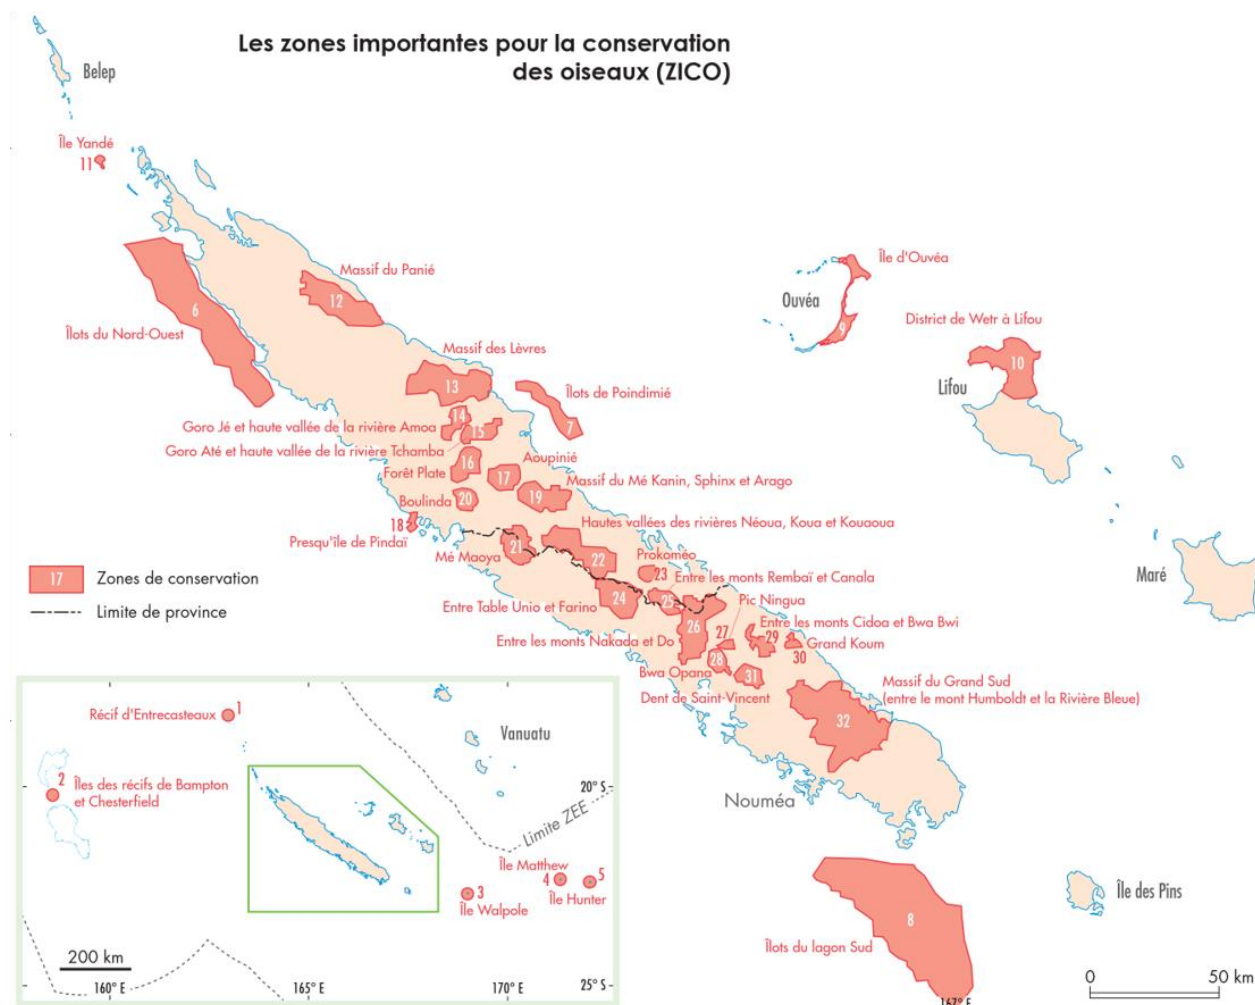 Les zones importantes pour la conservation
des oiseaux (ZICO)
Belep
Île Yandé
11
Massif du Panié
12
6
Îlots du Nord-Ouest
Île d'Ouvéa
Ouvéa
9
District de Wetr à Lifou
10
Lifou
Massif des Lèvres
13
Îlots de Poindimié
7
14
Goro Jé et haute vallée de la rivière Amoa
15
Goro Até et haute vallée de la rivière Tchamba
Aoupinié
16
Forêt Plate
17
Massif du Mé Kanin, Sphinx et Arago
19
Boulinda
20
18
Presqu'île de Pindaï
Hautes vallées des rivières Néoua, Koua et Kouaoua
21
Mé Maoya
22
Prokoméo
23
Entre les monts Rembaï et Canala
Maré
17
Zones de conservation
Limite de province
24
25
Entre Table Unio et Farino
Pic Ningua
26
27
Entre les monts Cidoa et Bwa Bwi
29
Entre les monts Nakada et Do
Grand Koum
30
28
Bwa Opana
31
Dent de Saint-Vincent
Massif du Grand Sud
(entre le mont Humboldt et la Rivière Bleue)
32
Nouméa
Île des Pins
8
Îlots du lagon Sud
167° E
0
50 km
Récif d'Entrecasteaux
1
Vanuatu
2
Îles des récifs de Bampton
et Chesterfield
20° S
Limite ZEE
Île Matthew
4
5
Île Hunter
3
Île Walpole
200 km
160° E
165° E
170° E
25° S